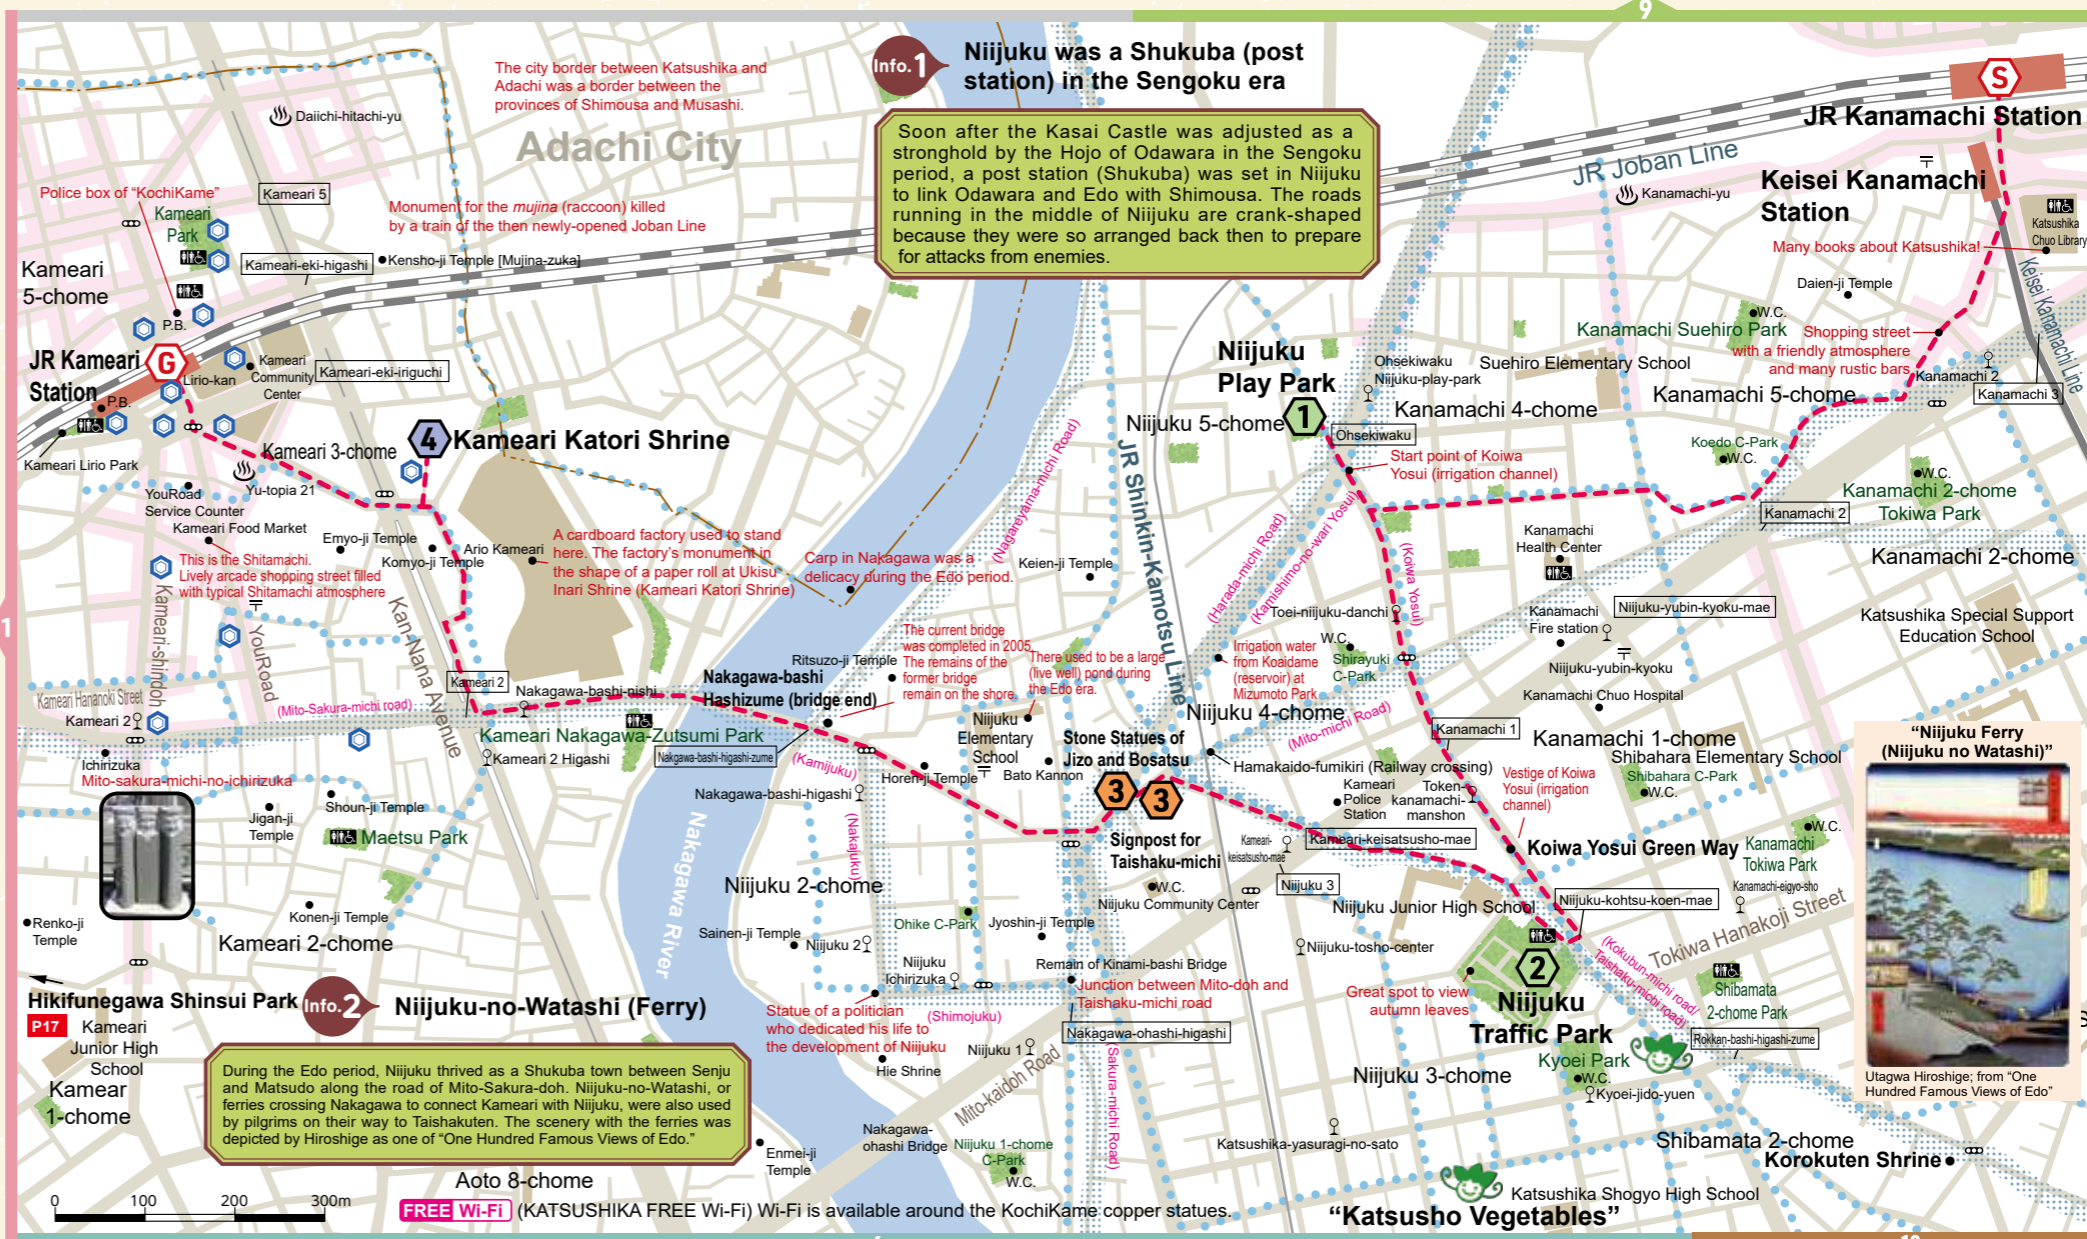 9
The city border between Katsushika and
Adachi was a border between the
provinces of Shimousa and Musashi.
Adachi City
Daiichi-hitachi-yu
Info.1
Niijuku was a Shukuba (post
station) in the Sengoku era
Soon after the Kasai Castle was adjusted as a
stronghold by the Hojo of Odawara in the Sengoku
period, a post station (Shukuba) was set in Niijuku
to link Odawara and Edo with Shimousa. The roads
running in the middle of Niijuku are crank-shaped
because they were so arranged back then to prepare
for attacks from enemies.
S
JR Kanamachi Station
JR Joban Line
Keisei Kanamachi
Station
Kanamachi-yu
Katsushika
Chuo Library
Many books about Katsushika!
Keisei Kanamachi Line
Daien-ji Temple
Police box of “KochiKame”
Kameari
Park
Kameari 5
Monument for the mujina (raccoon) killed
by a train of the then newly-opened Joban Line
Kameari-eki-higashi
Kensho-ji Temple [Mujina-zuka]
Kameari
5-chome
P.B.
JR Kameari
Station
G
Lirio-kan
Kameari
Community
Center
Kameari-eki-iriguchi
P.B.
Kameari Lirio Park
Kameari 3-chome
4
Kameari Katori Shrine
Yu-topia 21
YouRoad
Service Counter
Kameari Food Market
This is the Shitamachi.
Lively arcade shopping street filled
with typical Shitamachi atmosphere
Emyo-ji Temple
Komyo-ji Temple
Ario Kameari
A cardboard factory used to stand
here. The factory’s monument in
the shape of a paper roll at Ukisu
Inari Shrine (Kameari Katori Shrine)
Carp in Nakagawa was a
delicacy during the Edo period.
Niijuku
Play Park
1
Niijuku 5-chome
Ohsekiwaku
Niijuku-play-park
Ohsekiwaku
Suehiro Elementary School
Kanamachi 4-chome
Start point of Koiwa
Yosui (irrigation channel)
Kanamachi Suehiro Park
W.C.
Shopping street
with a friendly atmosphere
and many rustic bars
Kanamachi 5-chome
Kanamachi 2
Kanamachi 3
Koedo C-Park
W.C.
W.C.
Kanamachi 2-chome
Tokiwa Park
Kanamachi 2
Kanamachi 2-chome
Kanamachi
Health Center
(Nagareyama-michi Road)
JR Shinkin-Kamotsu Line
(Harada-michi Road)
(Kamishimo-no-wari Yosui)
(Koiwa Yosui)
Keien-ji Temple
Toei-niijuku-danchi
W.C.
Shirayuki
C-Park
Kanamachi
Fire station
Niijuku-yubin-kyoku-mae
Niijuku-yubin-kyoku
Kanamachi Chuo Hospital
Katsushika Special Support
Education School
Kameari-shindoh
YouRoad
Kan-Nana Avenue
Kameari Hananoki Street
Kameari 2
(Mito-Sakura-michi road)
Kameari 2
Nakagawa-bashi-nishi
Kameari Nakagawa-Zutsumi Park
Kameari 2 Higashi
Ritsuzo-ji Temple
The current bridge
was completed in 2005.
The remains of the
former bridge
remain on the shore.
There used to be a large
(live well) pond during
the Edo era.
Irrigation water
from Koaidame
(reservoir) at
Mizumoto Park
Nakagawa-bashi
Hashizume (bridge end)
Nakgawa-bashi-higashi-zume
(Kamijuku)
Niijuku
Elementary
School
Horen-ji Temple
Bato Kannon
Stone Statues of
Jizo and Bosatsu
3
3
Signpost for
Taishaku-michi
Niijuku 4-chome
(Mito-michi Road)
Hamakaido-fumikiri (Railway crossing)
Kanamachi 1
Kanamachi 1-chome
Shibahara Elementary School
Shibahara C-Park
W.C.
Kameari
Police
Station
Token-
kanamachi-
manshon
Vestige of Koiwa
Yosui (irrigation
channel)
Koiwa Yosui Green Way
W.C.
Kanamachi
Tokiwa Park
Kanamachi-eigyo-sho
Ichirizuka
Mito-sakura-michi-no-ichirizuka
Jigan-ji
Temple
Shoun-ji Temple
Maetsu Park
Konen-ji Temple
Renko-ji
Temple
Kameari 2-chome
Nakagawa-bashi-higashi
(Nakajuku)
Nakagawa River
Niijuku 2-chome
Kameari-
keisatsusho-mae
Kameari-keisatsusho-mae
Niijuku 3
W.C.
Niijuku Community Center
Niijuku Junior High School
Niijuku-kohtsu-koen-mae
Tokiwa Hanakoji Street
(Kokubun-michi road/
Taishaku-michi road)
Sainen-ji Temple
Niijuku 2
Ohike C-Park
Jyoshin-ji Temple
Niijuku
Ichirizuka
Remain of Kinami-bashi Bridge
Junction between Mito-doh and
Taishaku-michi road
Niijuku-tosho-center
Great spot to view
autumn leaves
2
Niijuku
Traffic Park
Shibamata
2-chome Park
Rokkan-bashi-higashi-zume
Hikifunegawa Shinsui Park
P17
Kameari
Junior High
School
Kamear
1-chome
1
Info.2
Niijuku-no-Watashi (Ferry)
During the Edo period, Niijuku thrived as a Shukuba town between Senju
and Matsudo along the road of Mito-Sakura-doh. Niijuku-no-Watashi, or
ferries crossing Nakagawa to connect Kameari with Niijuku, were also used
by pilgrims on their way to Taishakuten. The scenery with the ferries was
depicted by Hiroshige as one of “One Hundred Famous Views of Edo.”
Statue of a politician
who dedicated his life to
the development of Niijuku
(Shimojuku)
Nakagawa-ohashi-higashi
Niijuku 1
Hie Shrine
Mito-kaidoh Road
(Sakura-michi Road)
Niijuku 3-chome
Kyoei Park
W.C.
Kyoei-jido-yuen
Nakagawa-
ohashi Bridge
Niijuku 1-chome
C-Park
W.C.
Enmei-ji
Temple
Katsushika-yasuragi-no-sato
Shibamata 2-chome
Korokuten Shrine
Katsushika Shogyo High School
“Katsusho Vegetables”
Aoto 8-chome
0 100 200 300m
FREE Wi-Fi (KATSUSHIKA FREE Wi-Fi) Wi-Fi is available around the KochiKame copper statues.
“Niijuku Ferry
(Niijuku no Watashi)”
Utagwa Hiroshige; from “One
Hundred Famous Views of Edo”